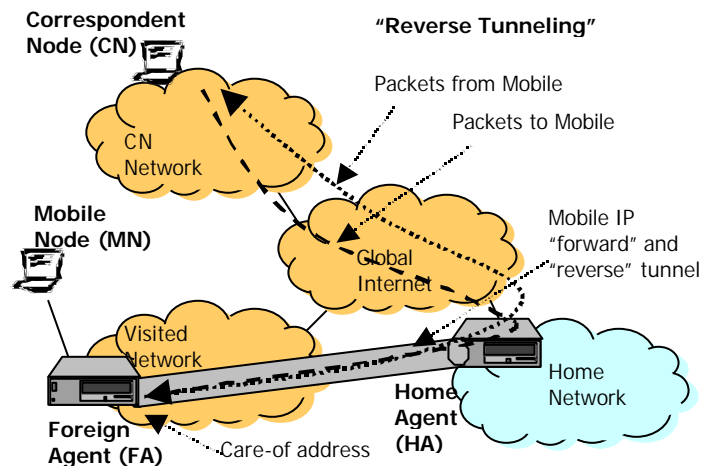 Correspondent
Node (CN)
“Reverse Tunneling”
Packets from Mobile
Packets to Mobile
CN
Network
Mobile
Node (MN)
Mobile IP
“forward” and
“reverse” tunnel
Global
Internet
Visited
Network
Home
Network
Home
Agent
(HA)
Foreign
Agent (FA)
Care-of address